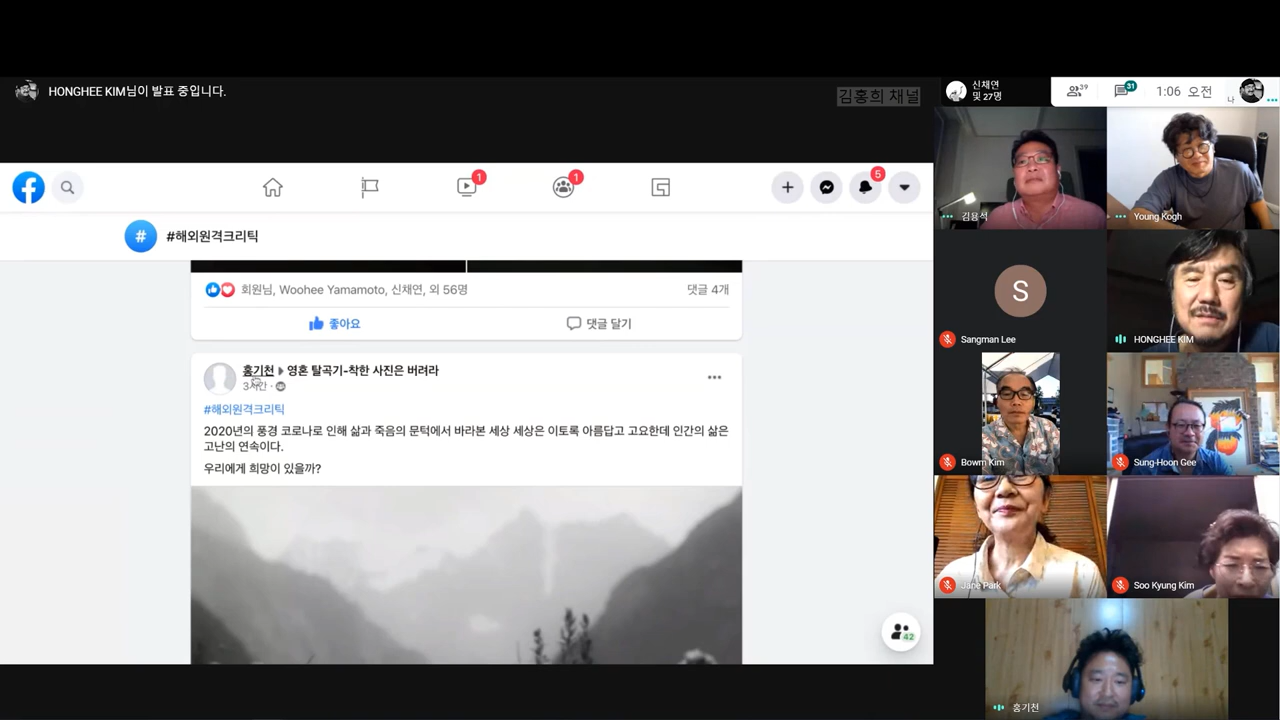 HONGHEE KIM님이 발표 중입니다.
김홍희 채널
신채연
및 27명
39
31
1:06 오전
나
1
1
5
#해외원격크리틱
회원님, Woohee Yamamoto, 신채연, 외 56명
댓글 4개
좋아요
댓글 달기
홍기천 ▶ 영혼 탈곡기-착한 사진은 버려라
3시간 ·
#해외원격크리틱
2020년의 풍경 코로나로 인해 삶과 죽음의 문턱에서 바라본 세상 세상은 이토록 아름답고 고요한데 인간의 삶은
고난의 연속이다.
우리에게 희망이 있을까?
42
김용석
Young Kogh
S
Sangman Lee
HONGHEE KIM
Bowm Kim
Sung-Hoon Gee
Jane Park
Soo Kyung Kim
홍기천